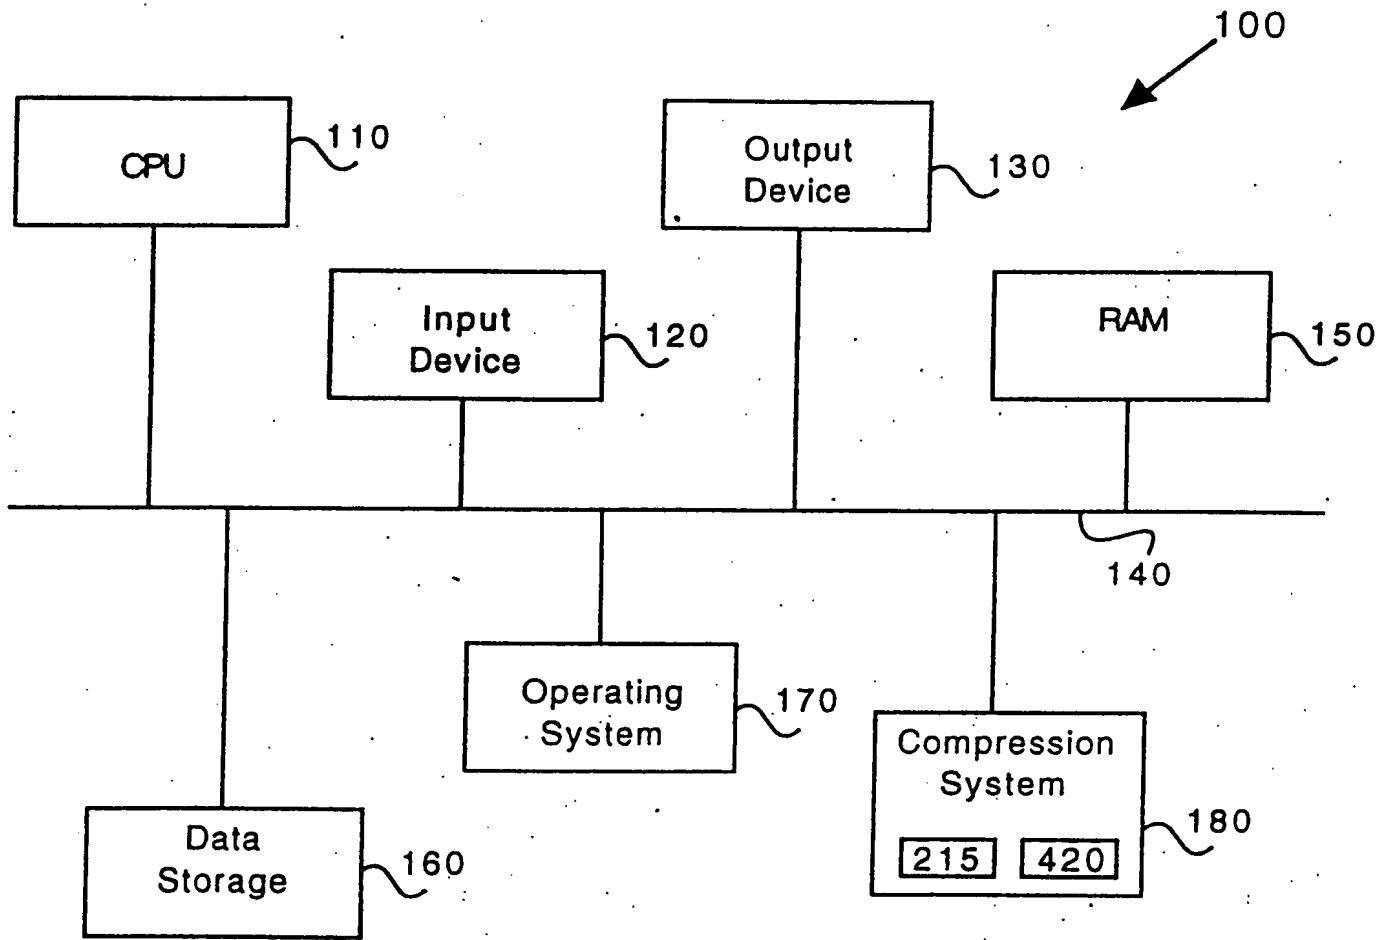 100
CPU
110
Output
Device
130
Input
Device
120
RAM
150
140
Operating
System
170
Compression
System
215
420
180
Data
Storage
160